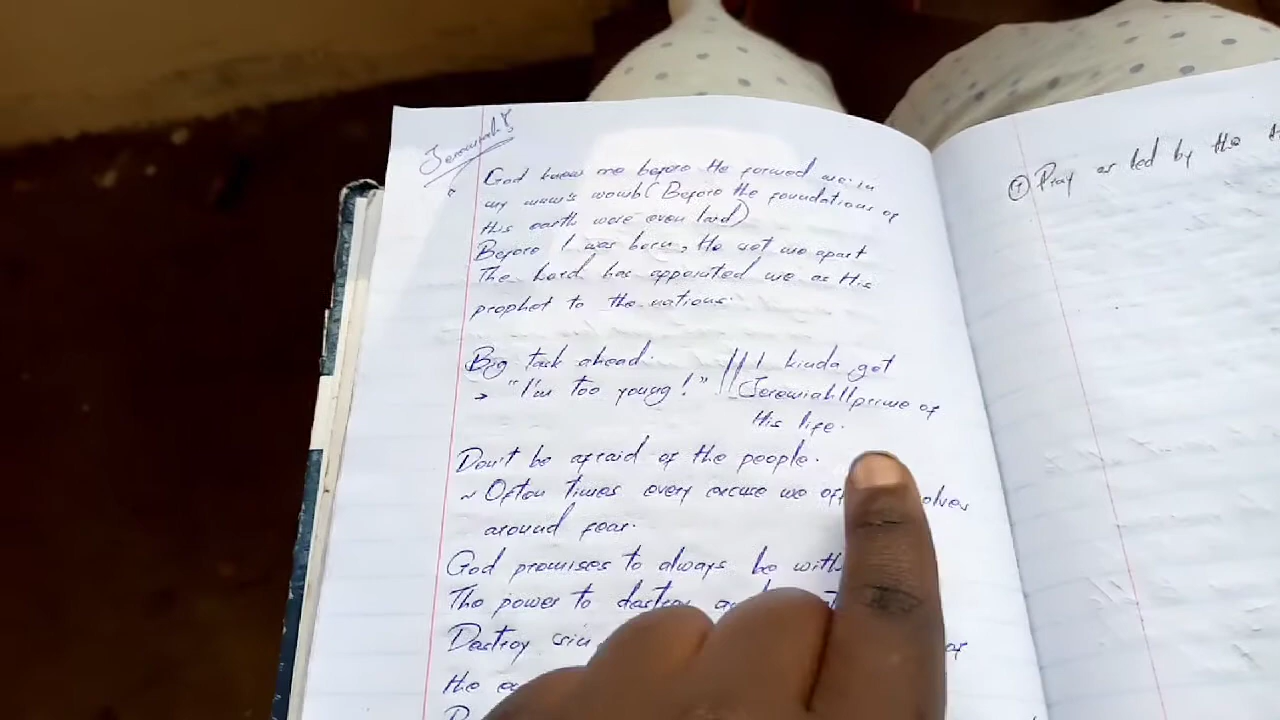 Jeremiah 1
God knew me before He formed me in
my mum's womb (Before the foundations of
this earth were even laid)
Before I was born, He set me apart
The Lord has appointed me as His
prophet to the nations.
Big task ahead.
→ "I'm too young!" || I kinda get
Jeremiah || prime of
His life.
Don't be afraid of the people.
~ Often times every excuse we
around fear.
God promises to always be with
The power to destroy
Destroy
the
① Pray as led by the